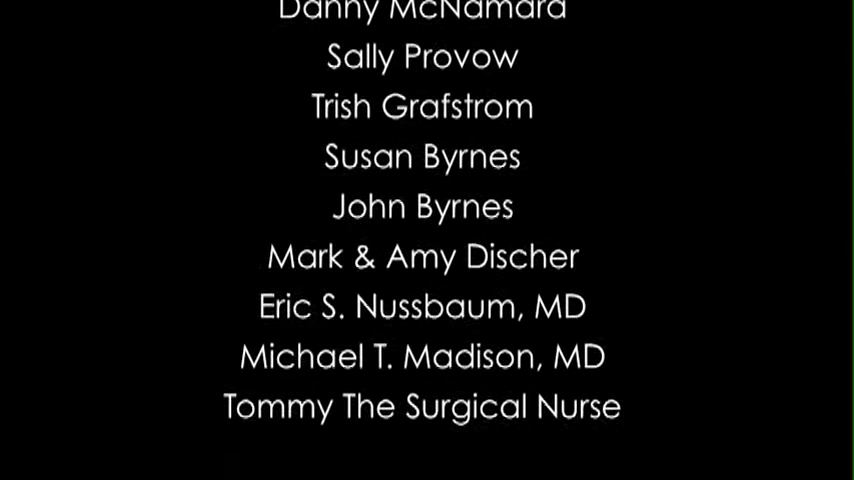 Danny McNamara
Sally Provow
Trish Grafstrom
Susan Byrnes
John Byrnes
Mark & Amy Discher
Eric S. Nussbaum, MD
Michael T. Madison, MD
Tommy The Surgical Nurse